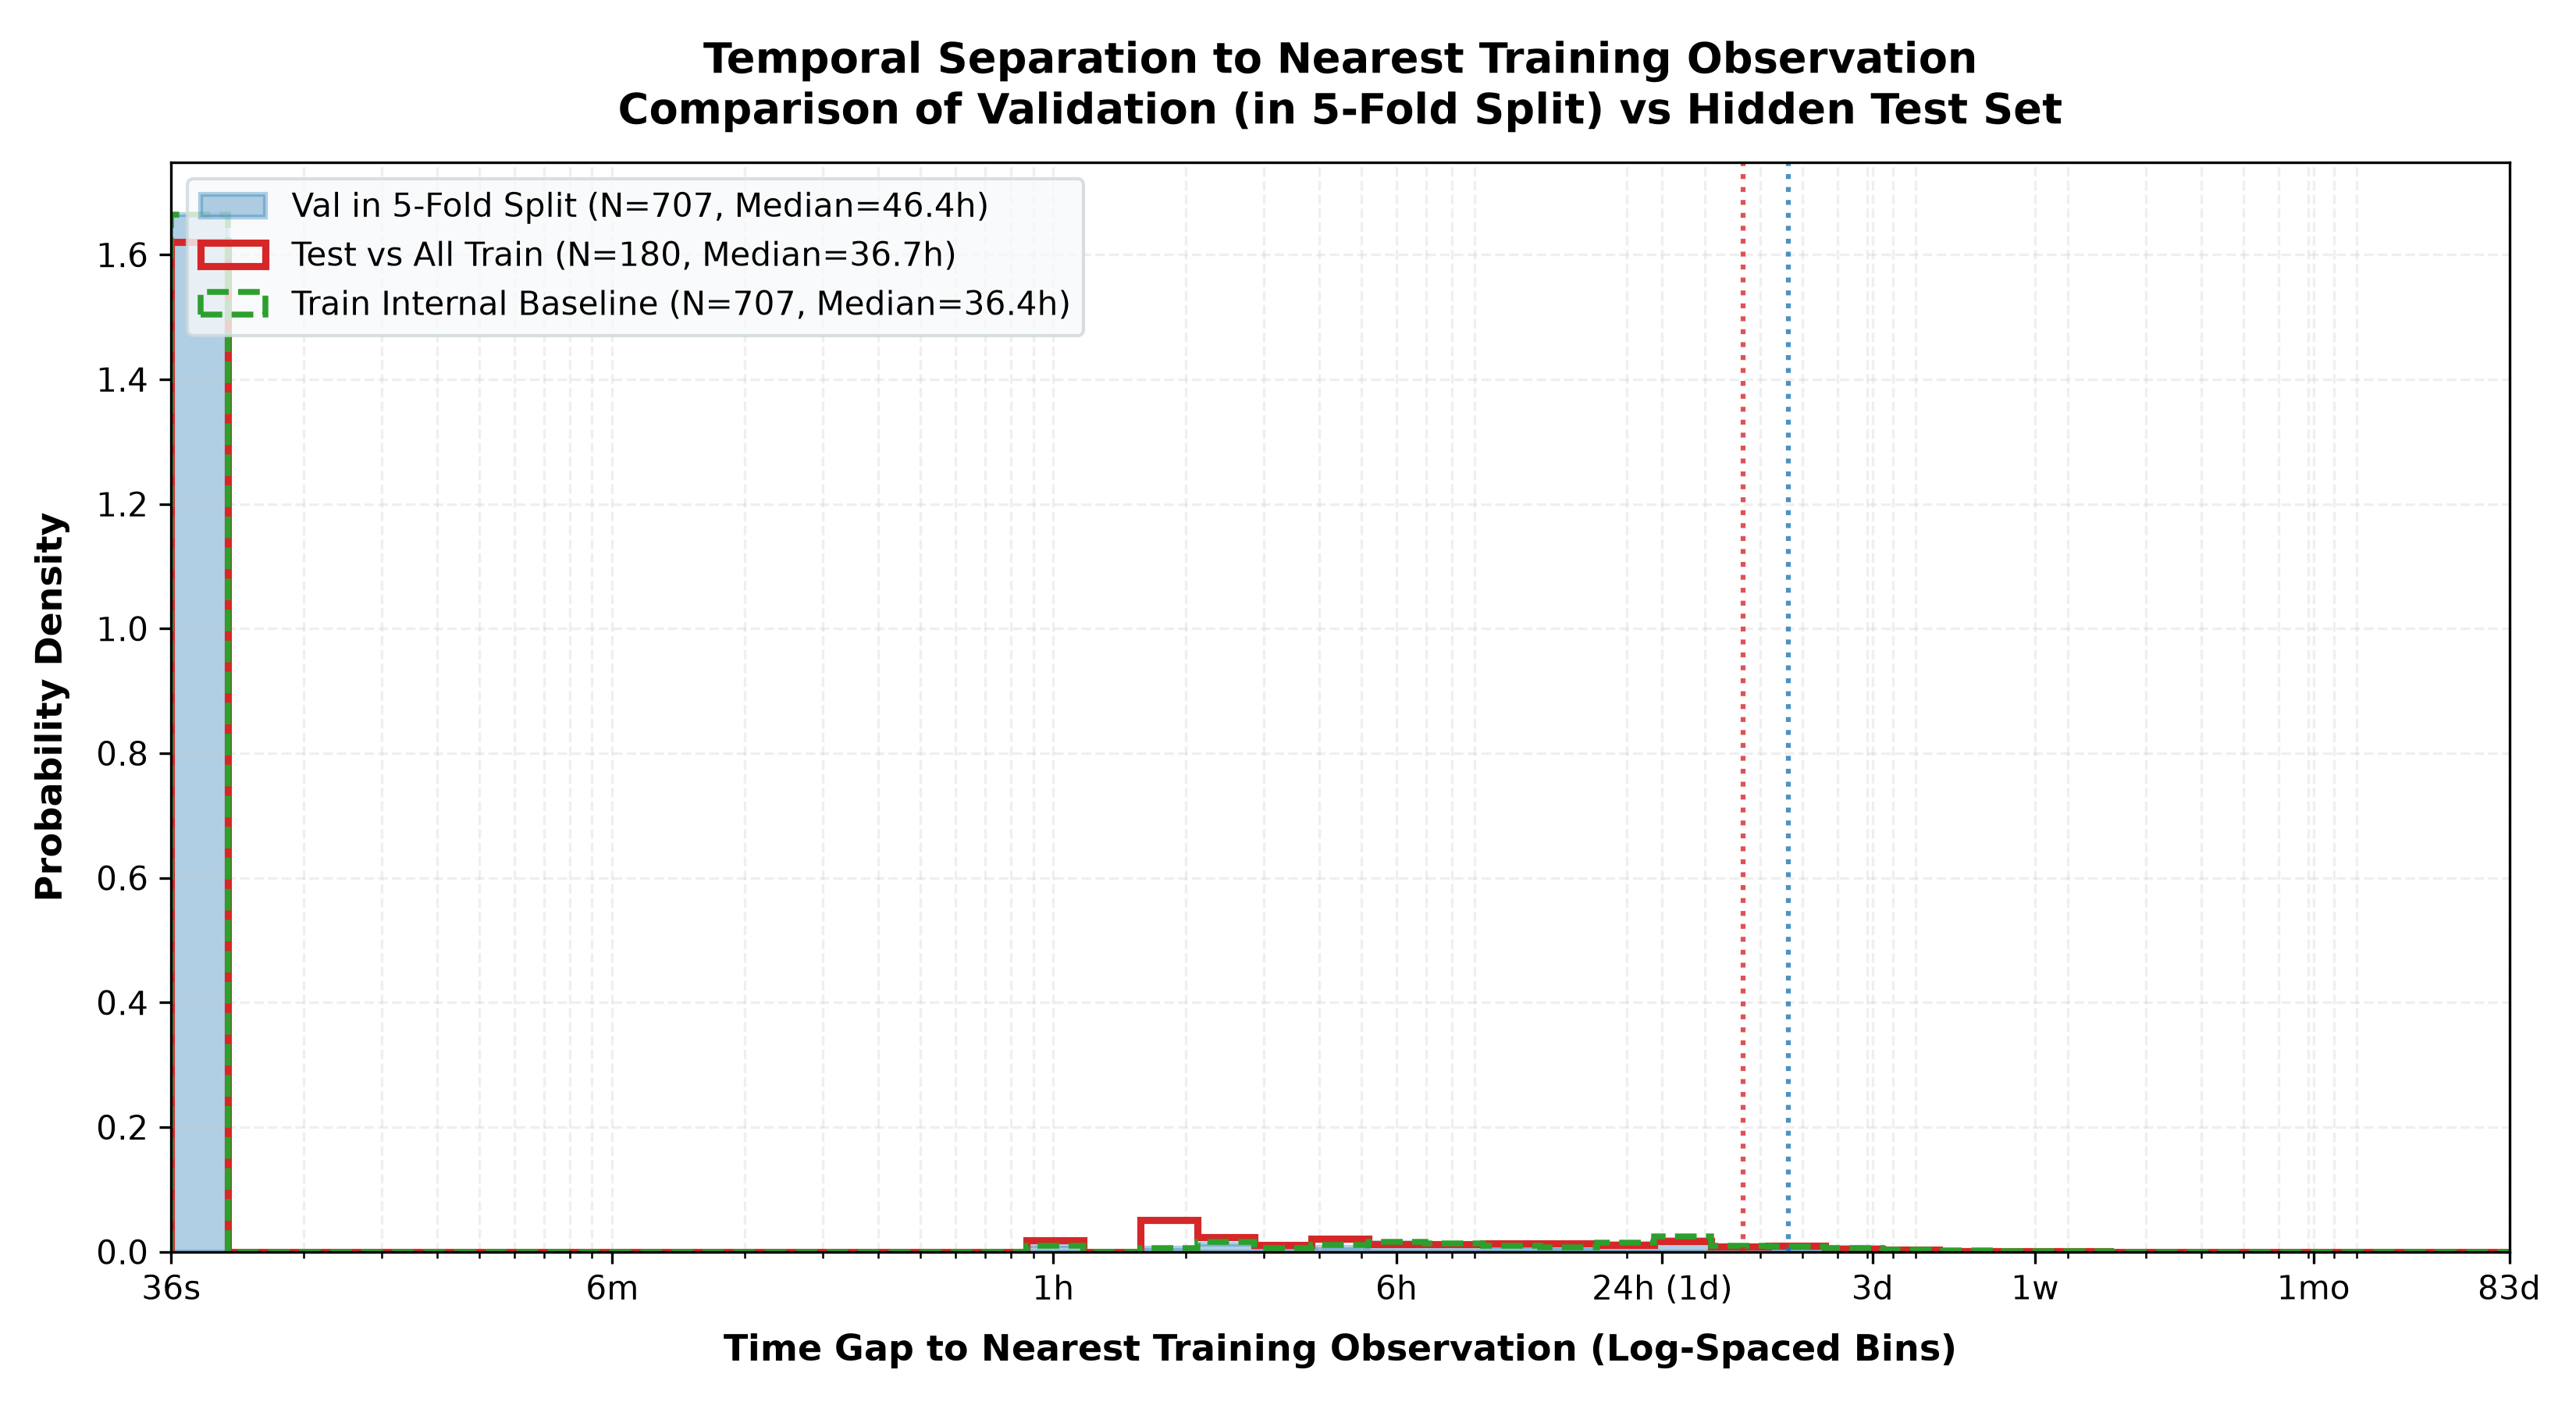 Temporal Separation to Nearest Training Observation
Comparison of Validation (in 5-Fold Split) vs Hidden Test Set
Val in 5-Fold Split (N=707, Median=46.4h)
Test vs All Train (N=180, Median=36.7h)
Train Internal Baseline (N=707, Median=36.4h)
Probability Density
1.6
1.4
1.2
1.0
0.8
0.6
0.4
0.2
0.0
36s 6m 1h 6h 24h (1d) 3d 1w 1mo 83d
Time Gap to Nearest Training Observation (Log-Spaced Bins)